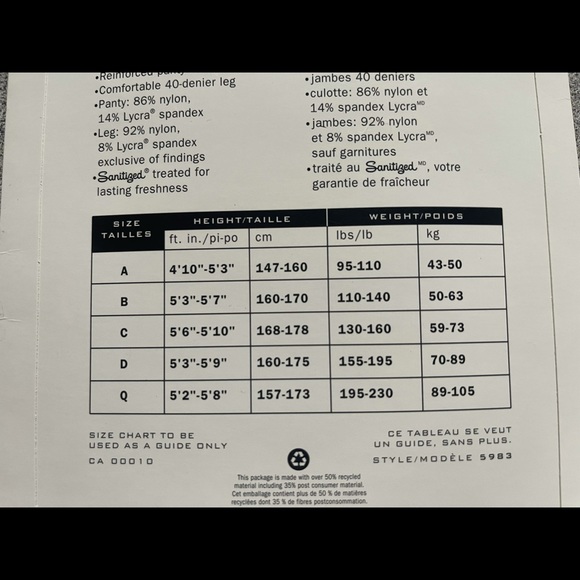 •Reinforced panty
•Comfortable 40-denier leg
•Panty: 86% nylon,
14% Lycra® spandex
•Leg: 92% nylon,
8% Lycra® spandex
exclusive of findings
•Sanitized® treated for
lasting freshness
•jambes 40 deniers
•culotte: 86% nylon et
14% spandex Lycraᴹᴰ
•jambes: 92% nylon
et 8% spandex Lycraᴹᴰ,
sauf garnitures
•traité au Sanitizedᴹᴰ, votre
garantie de fraîcheur
SIZE TAILLES HEIGHT/TAILLE WEIGHT/POIDS
ft. in./pi-po cm lbs/lb kg
A 4'10"-5'3" 147-160 95-110 43-50
B 5'3"-5'7" 160-170 110-140 50-63
C 5'6"-5'10" 168-178 130-160 59-73
D 5'3"-5'9" 160-175 155-195 70-89
Q 5'2"-5'8" 157-173 195-230 89-105
SIZE CHART TO BE
USED AS A GUIDE ONLY
CA 00010
CE TABLEAU SE VEUT
UN GUIDE, SANS PLUS.
STYLE/MODÈLE 5983
This package is made with over 50% recycled
material including 35% post consumer material.
Cet emballage contient plus de 50 % de matières
recyclées dont 35 % de fibres postconsommation.